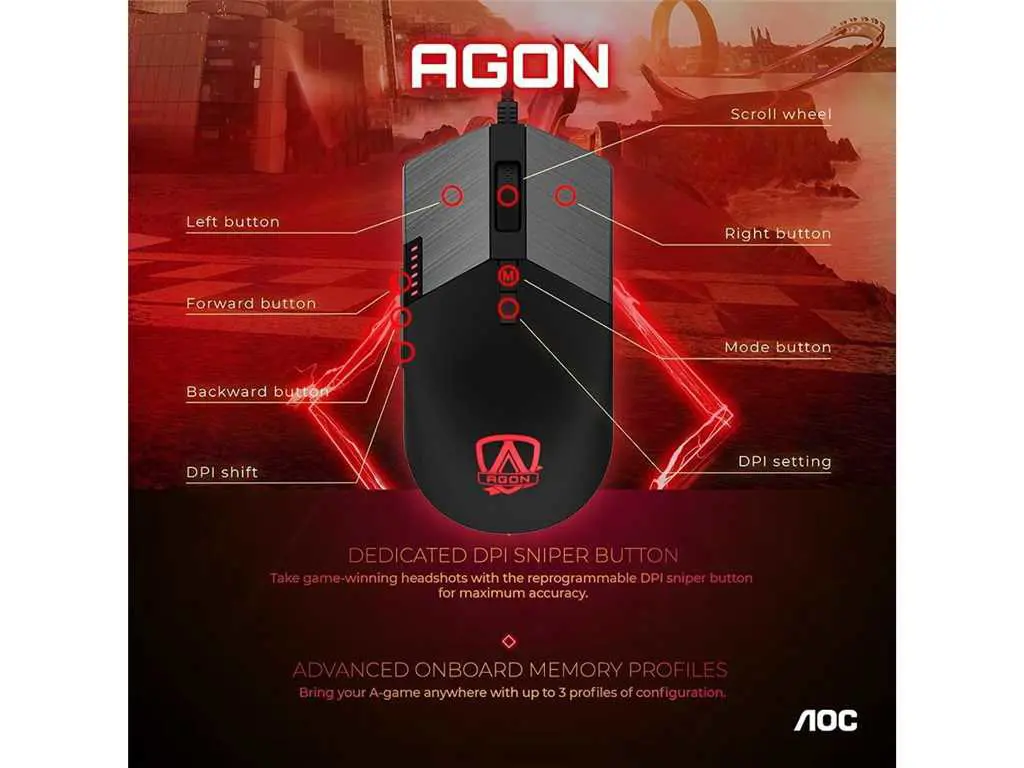 AGON
Scroll wheel
Left button
Right button
M
Forward button
Mode button
Backward button
DPI setting
DPI shift
AGON
DEDICATED DPI SNIPER BUTTON
Take game-winning headshots with the reprogrammable DPI sniper button
for maximum accuracy.
ADVANCED ONBOARD MEMORY PROFILES
Bring your A-game anywhere with up to 3 profiles of configuration.
AOC